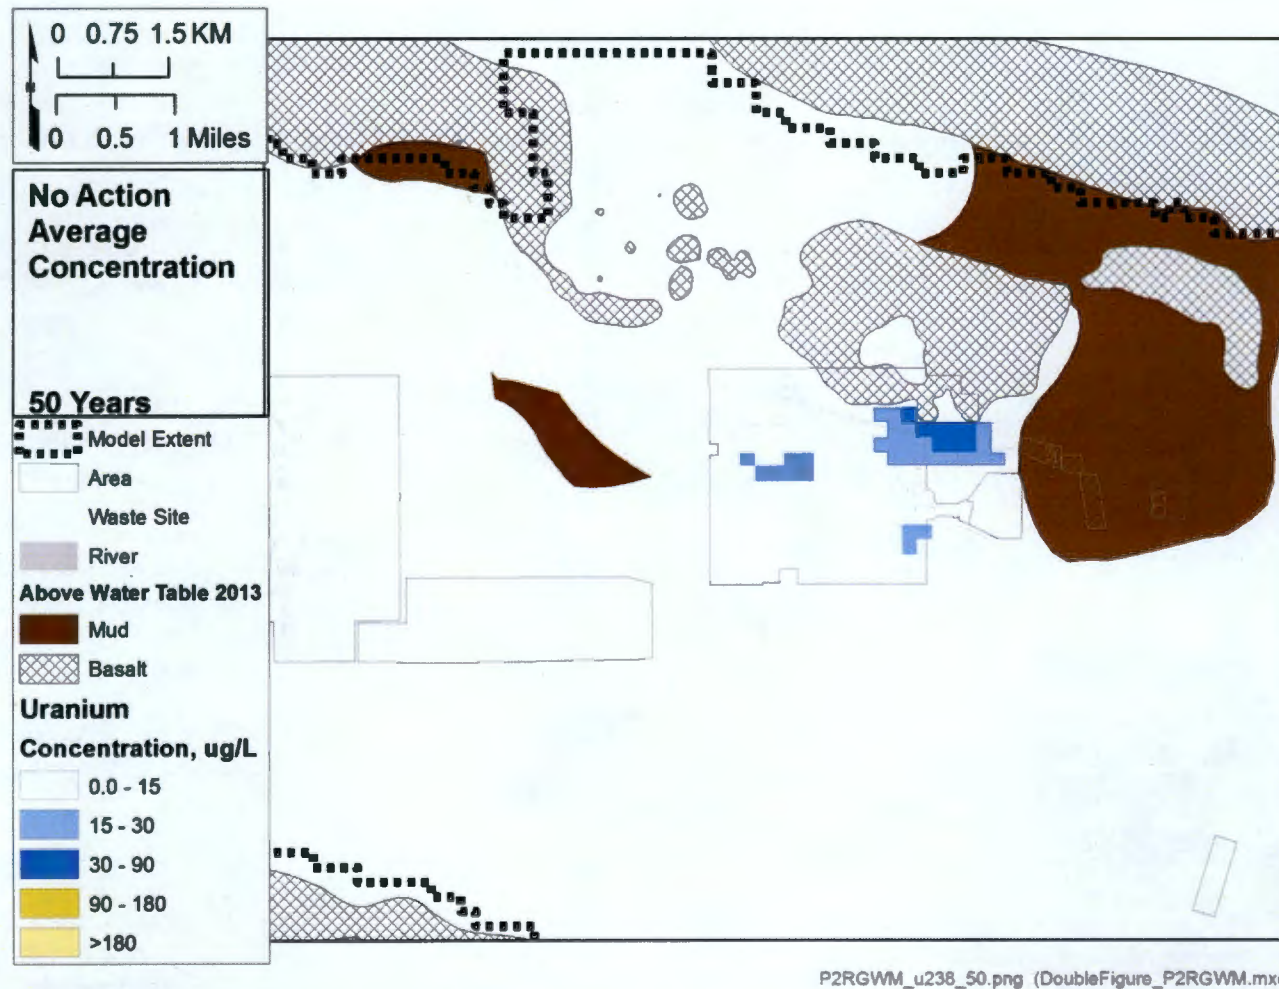 0 0.75 1.5 KM
0 0.5 1 Miles
No Action
Average
Concentration
50 Years
Model Extent
Area
Waste Site
River
Above Water Table 2013
Mud
Basalt
Uranium
Concentration, ug/L
0.0 - 15
15 - 30
30 - 90
90 - 180
>180
P2RGWM_u238_50.png (DoubleFigure_P2RGWM.mx